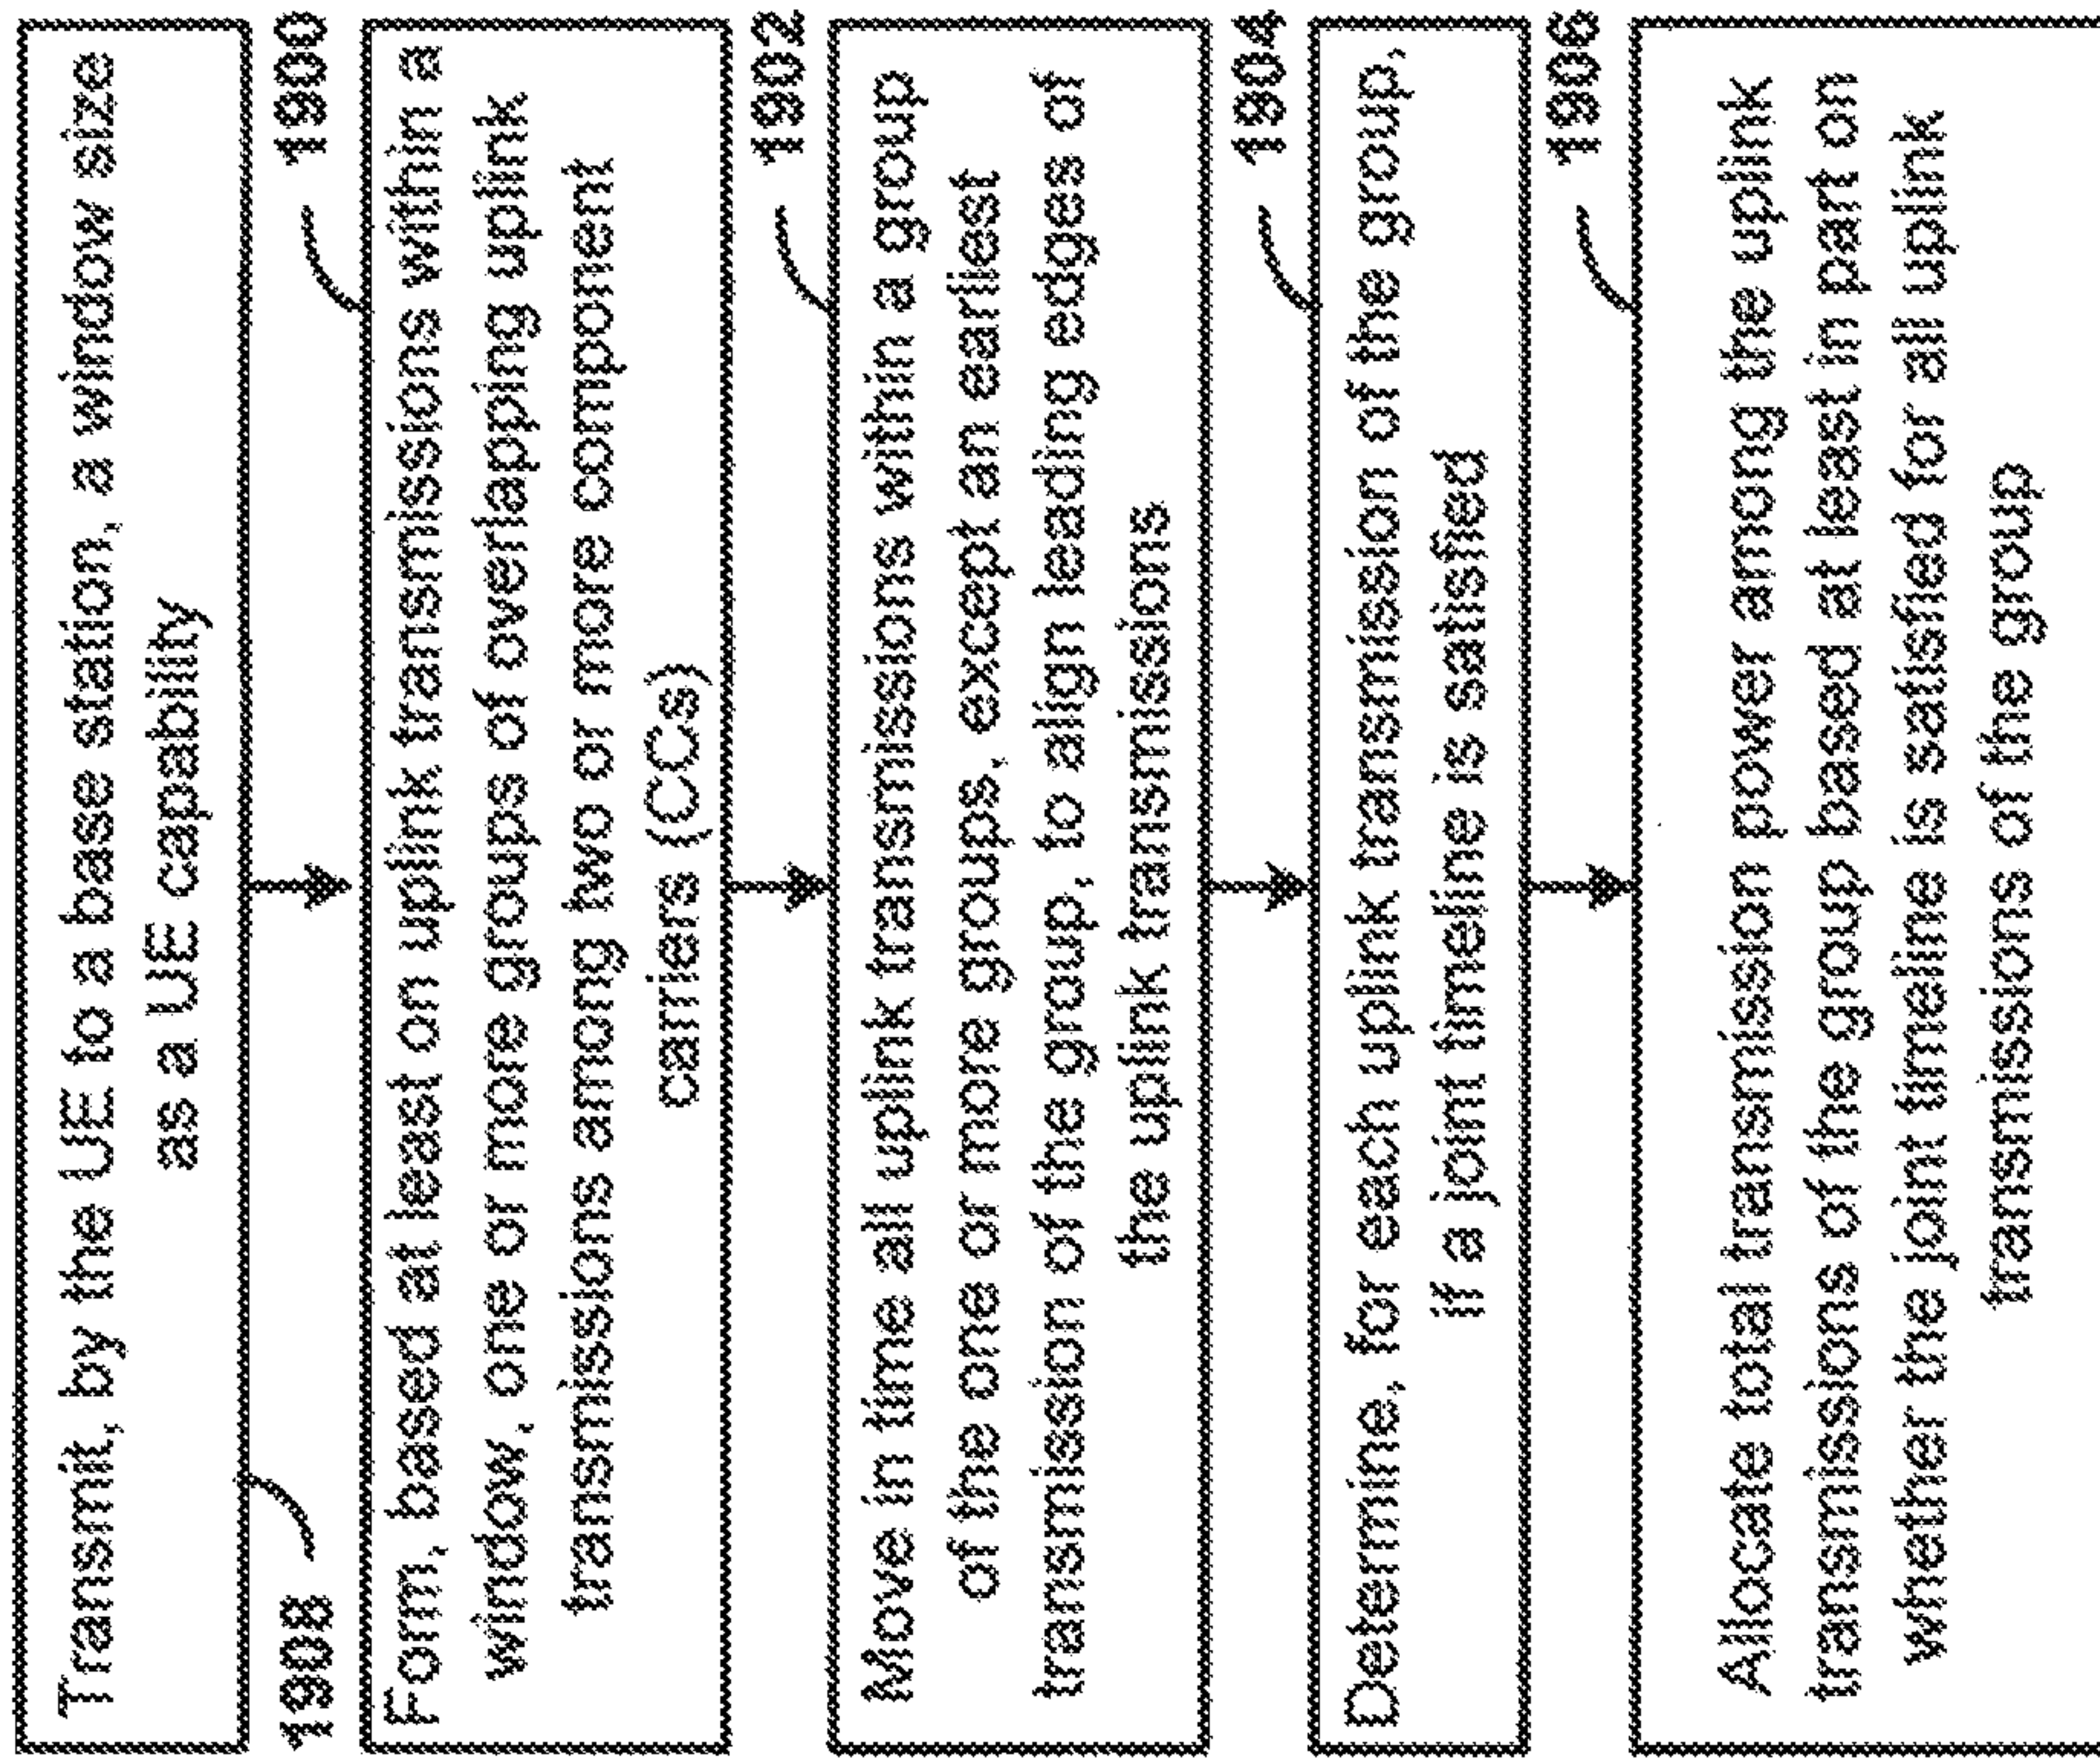 Transmit, by the UE to a base station, a window size
as a UE capability
1908
1900
Form, based at least on uplink transmissions within a
window, one or more groups of overlapping uplink
transmissions among two or more component
carriers (CCs)
1902
Move in time all uplink transmissions within a group
of the one or more groups, except an earliest
transmission of the group, to align leading edges of
the uplink transmissions
1904
Determine, for each uplink transmission of the group,
if a joint timeline is satisfied
1906
Allocate total transmission power among the uplink
transmissions of the group based at least in part on
whether the joint timeline is satisfied for all uplink
transmissions of the group